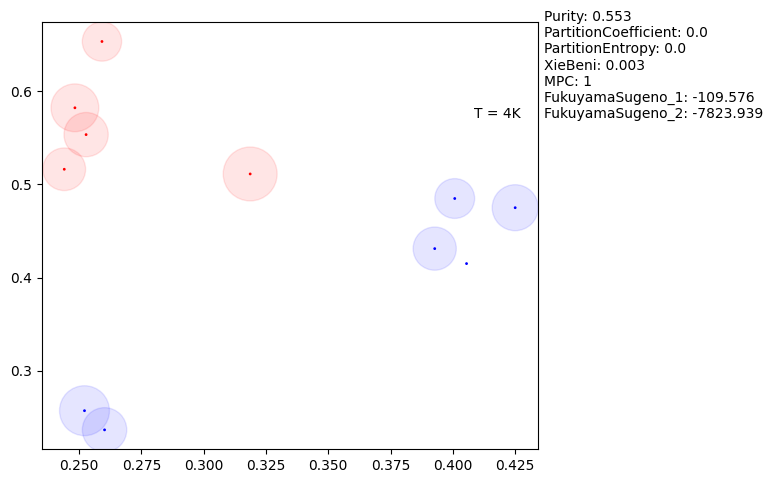 Purity: 0.553
PartitionCoefficient: 0.0
PartitionEntropy: 0.0
XieBeni: 0.003
MPC: 1
FukuyamaSugeno_1: -109.576
FukuyamaSugeno_2: -7823.939
T = 4K
0.6
0.5
0.4
0.3
0.250 0.275 0.300 0.325 0.350 0.375 0.400 0.425